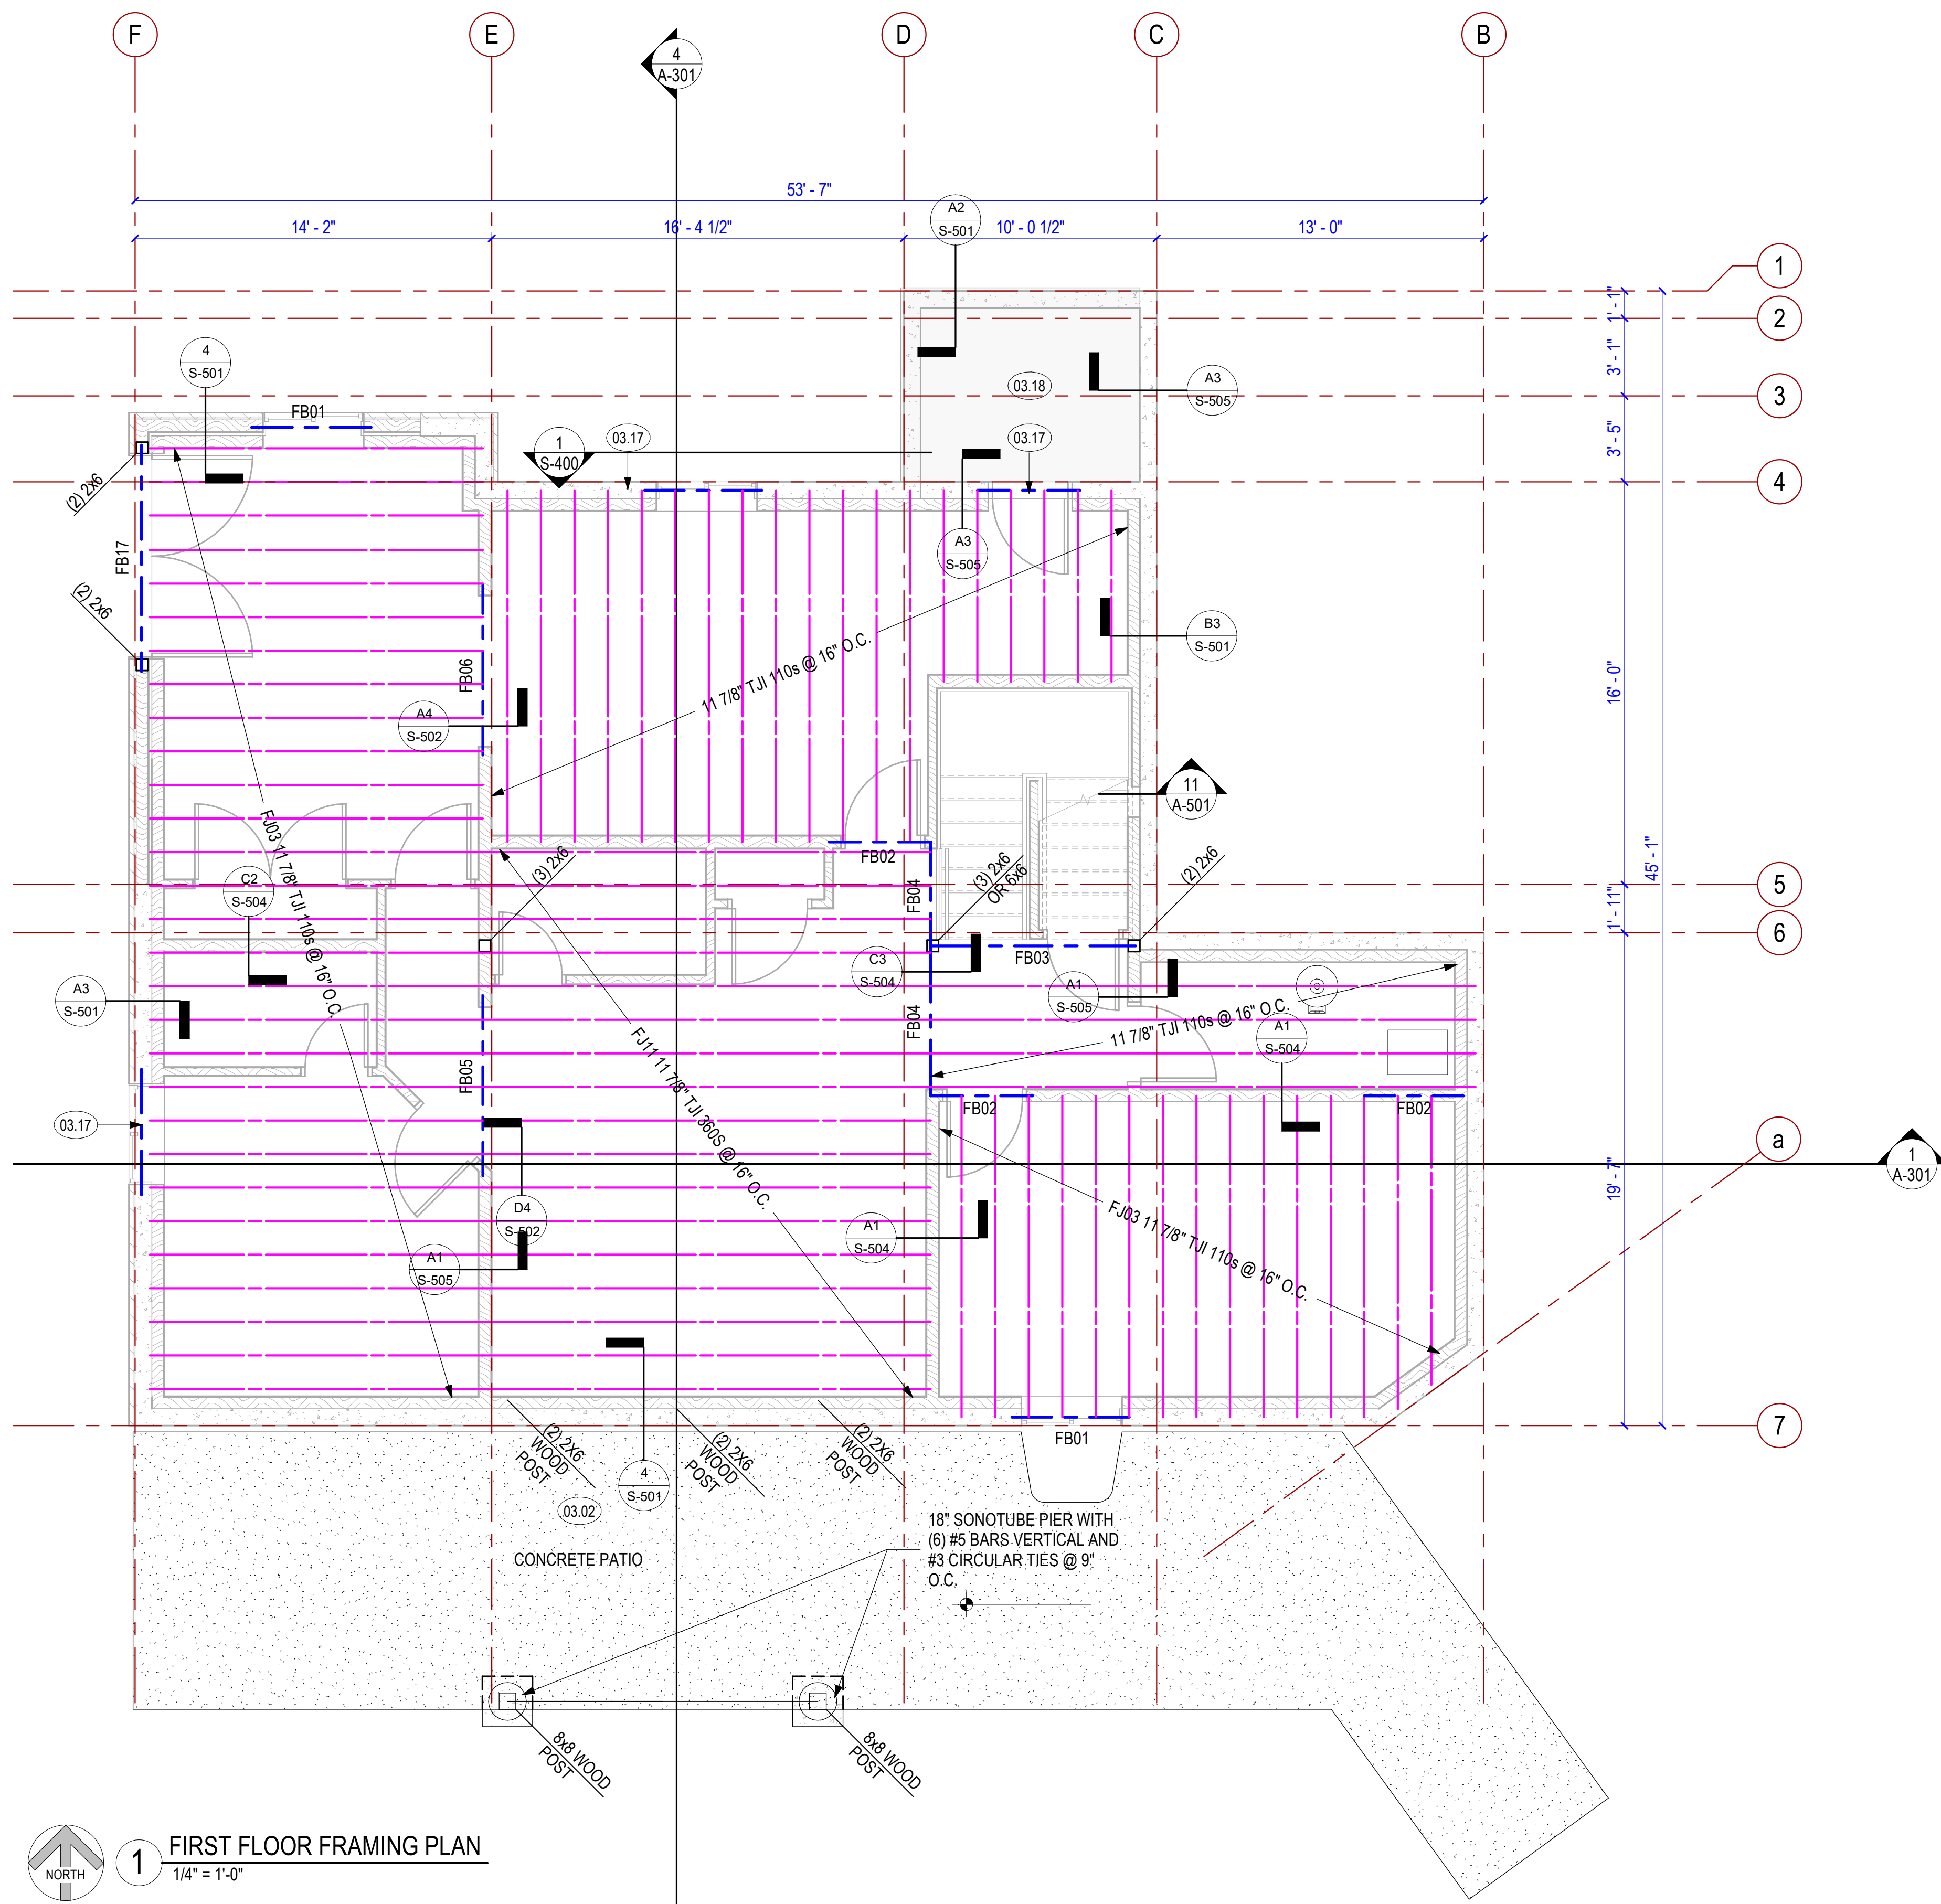 F
E
D
C
B
4
A-301
53' - 7"
14' - 2"
16' - 4 1/2"
10' - 0 1/2"
13' - 0"
A2
S-501
1
2
3
4
5
6
a
7
1' - 1"
3' - 1"
3' - 5"
16' - 0"
1' - 11"
19' - 7"
45' - 1"
4
S-501
FB01
03.17
1
S-400
03.18
03.17
A3
S-505
A3
S-505
(2) 2x6
FB17
(2) 2x6
FB06
A4
S-502
11 7/8" TJI 110s @ 16" O.C.
B3
S-501
11
A-501
FJ03 11 7/8" TJI 110s @ 16" O.C.
C2
S-504
(3) 2x6
FB02
FB04
(3) 2x6
OR 6x6
(2) 2x6
FB03
C3
S-504
A1
S-505
A3
S-501
FB05
FJ11 11 7/8" TJI 360S @ 16" O.C.
FB04
11 7/8" TJI 110s @ 16" O.C.
A1
S-504
03.17
FB02
FB02
1
A-301
D4
S-502
A1
S-505
A1
S-504
FJ03 11 7/8" TJI 110s @ 16" O.C.
FB01
(2) 2X6
WOOD
POST
(2) 2X6
WOOD
POST
(2) 2X6
WOOD
POST
4
S-501
03.02
CONCRETE PATIO
18" SONOTUBE PIER WITH
(6) #5 BARS VERTICAL AND
#3 CIRCULAR TIES @ 9"
O.C.
8x8 WOOD
POST
8x8 WOOD
POST
NORTH
1
FIRST FLOOR FRAMING PLAN
1/4" = 1'-0"